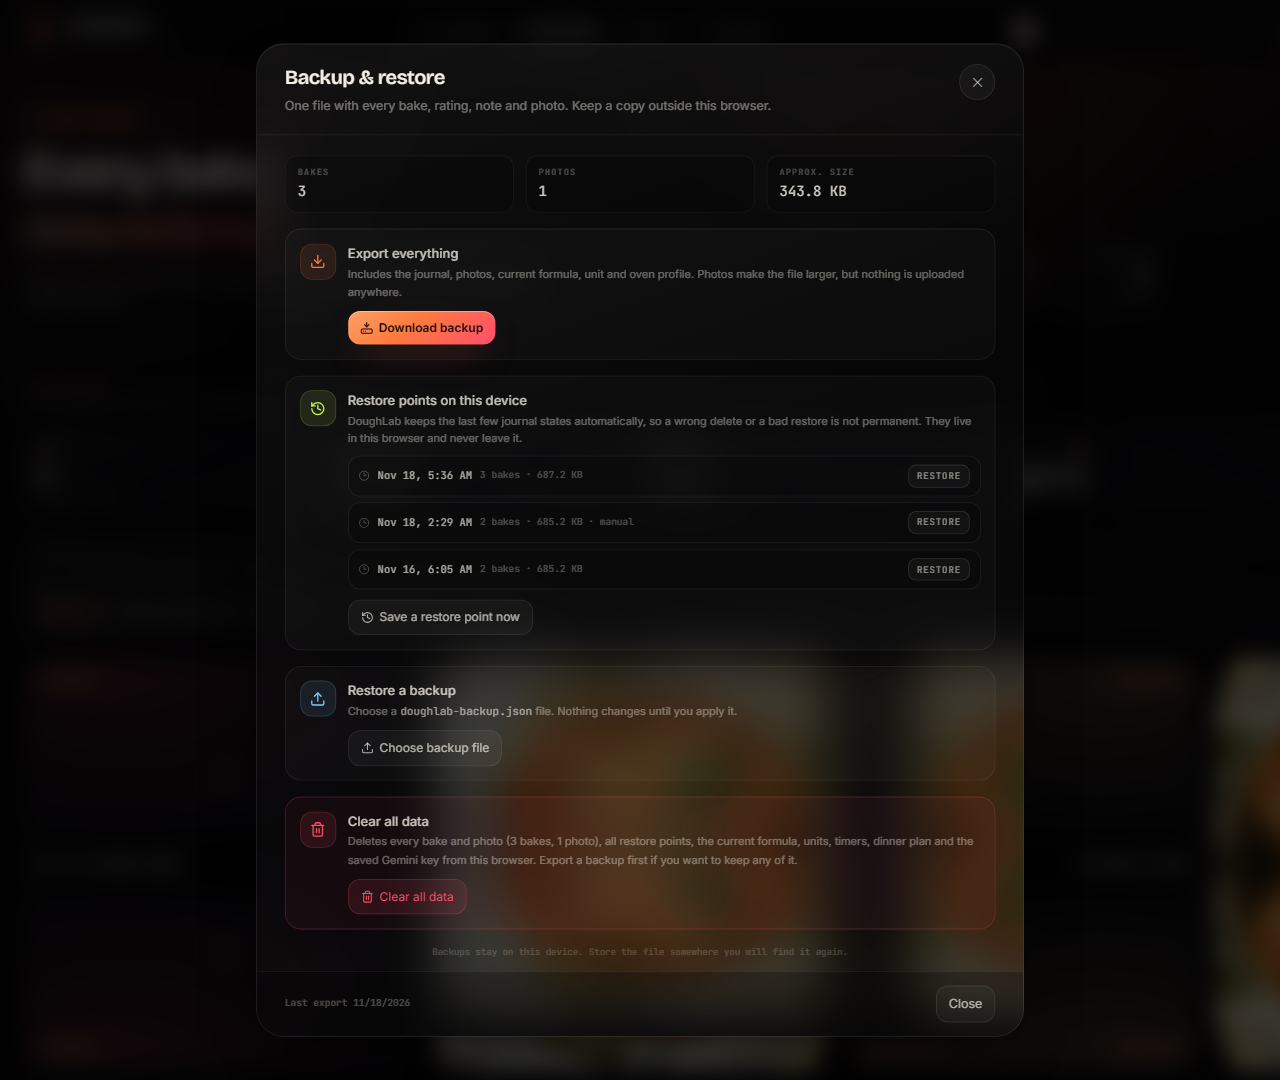 Backup & restore
One file with every bake, rating, note and photo. Keep a copy outside this browser.
BAKES
3
PHOTOS
1
APPROX. SIZE
343.8 KB
Export everything
Includes the journal, photos, current formula, unit and oven profile. Photos make the file larger, but nothing is uploaded
anywhere.
Download backup
Restore points on this device
DoughLab keeps the last few journal states automatically, so a wrong delete or a bad restore is not permanent. They live
in this browser and never leave it.
Nov 18, 5:36 AM 3 bakes · 687.2 KB RESTORE
Nov 18, 2:29 AM 2 bakes · 685.2 KB · manual RESTORE
Nov 16, 6:05 AM 2 bakes · 685.2 KB RESTORE
Save a restore point now
Restore a backup
Choose a doughlab-backup.json file. Nothing changes until you apply it.
Choose backup file
Clear all data
Deletes every bake and photo (3 bakes, 1 photo), all restore points, the current formula, units, timers, dinner plan and the
saved Gemini key from this browser. Export a backup first if you want to keep any of it.
Clear all data
Backups stay on this device. Store the file somewhere you will find it again.
Last export 11/18/2026
Close